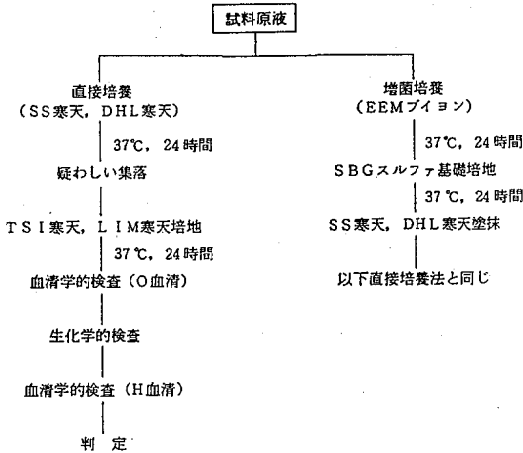 試料原液
直接培養
(SS寒天, DHL寒天)
37℃, 24時間
疑わしい集落
TSI寒天, LIM寒天培地
37℃, 24時間
血清学的検査(O血清)
生化学的検査
血清学的検査(H血清)
判 定
増菌培養
(EEMブイヨン)
37℃, 24時間
SBGスルファ基礎培地
37℃, 24時間
SS寒天, DHL寒天塗抹
以下直接培養法と同じ